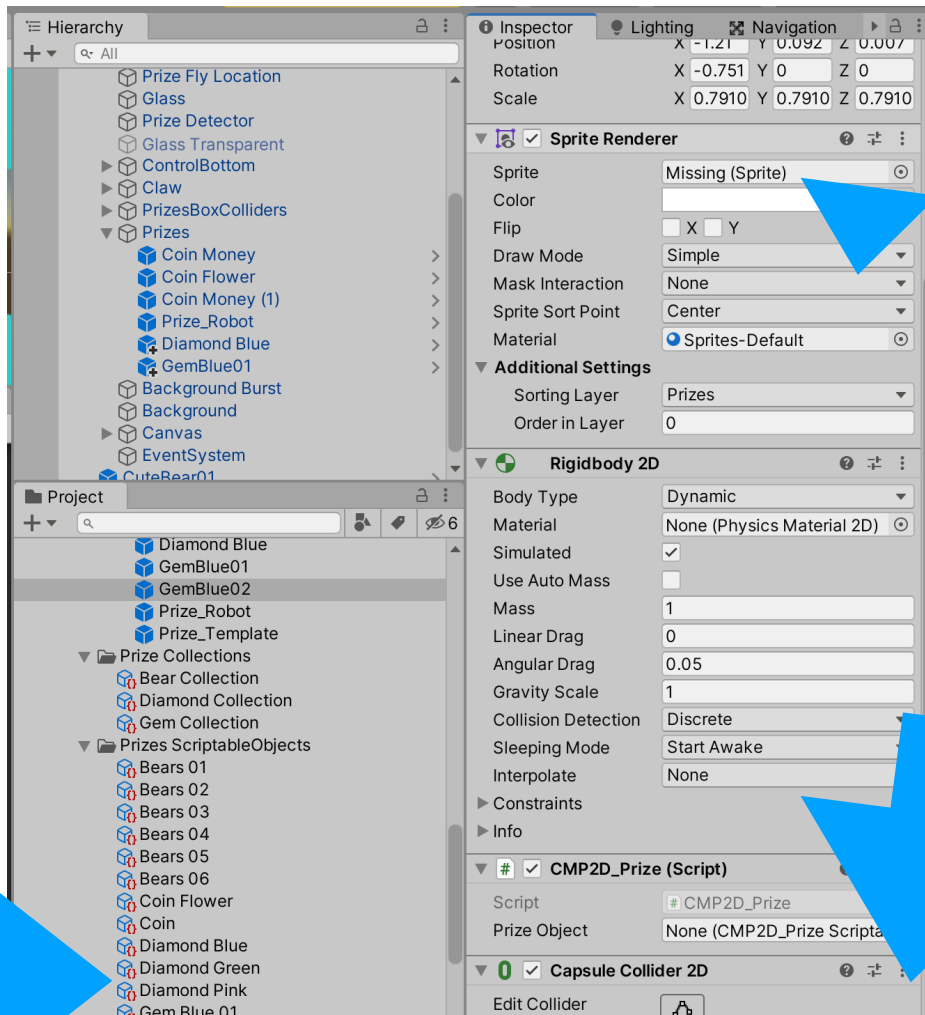 Hierarchy
All
Prize Fly Location
Glass
Prize Detector
Glass Transparent
ControlBottom
Claw
PrizesBoxColliders
Prizes
Coin Money
Coin Flower
Coin Money (1)
Prize_Robot
Diamond Blue
GemBlue01
Background Burst
Background
Canvas
EventSystem
CuteBear01
Project
6
Diamond Blue
GemBlue01
GemBlue02
Prize_Robot
Prize_Template
Prize Collections
Bear Collection
Diamond Collection
Gem Collection
Prizes ScriptableObjects
Bears 01
Bears 02
Bears 03
Bears 04
Bears 05
Bears 06
Coin Flower
Coin
Diamond Blue
Diamond Green
Diamond Pink
Gem Blue 01
Inspector Lighting Navigation
Position X -1.21 Y 0.092 Z 0.007
Rotation X -0.751 Y 0 Z 0
Scale X 0.7910 Y 0.7910 Z 0.7910
Sprite Renderer
Sprite Missing (Sprite)
Color
Flip X Y
Draw Mode Simple
Mask Interaction None
Sprite Sort Point Center
Material Sprites-Default
Additional Settings
Sorting Layer Prizes
Order in Layer 0
Rigidbody 2D
Body Type Dynamic
Material None (Physics Material 2D)
Simulated
Use Auto Mass
Mass 1
Linear Drag 0
Angular Drag 0.05
Gravity Scale 1
Collision Detection Discrete
Sleeping Mode Start Awake
Interpolate None
Constraints
Info
# CMP2D_Prize (Script)
Script # CMP2D_Prize
Prize Object None (CMP2D_Prize Scripta
Capsule Collider 2D
Edit Collider